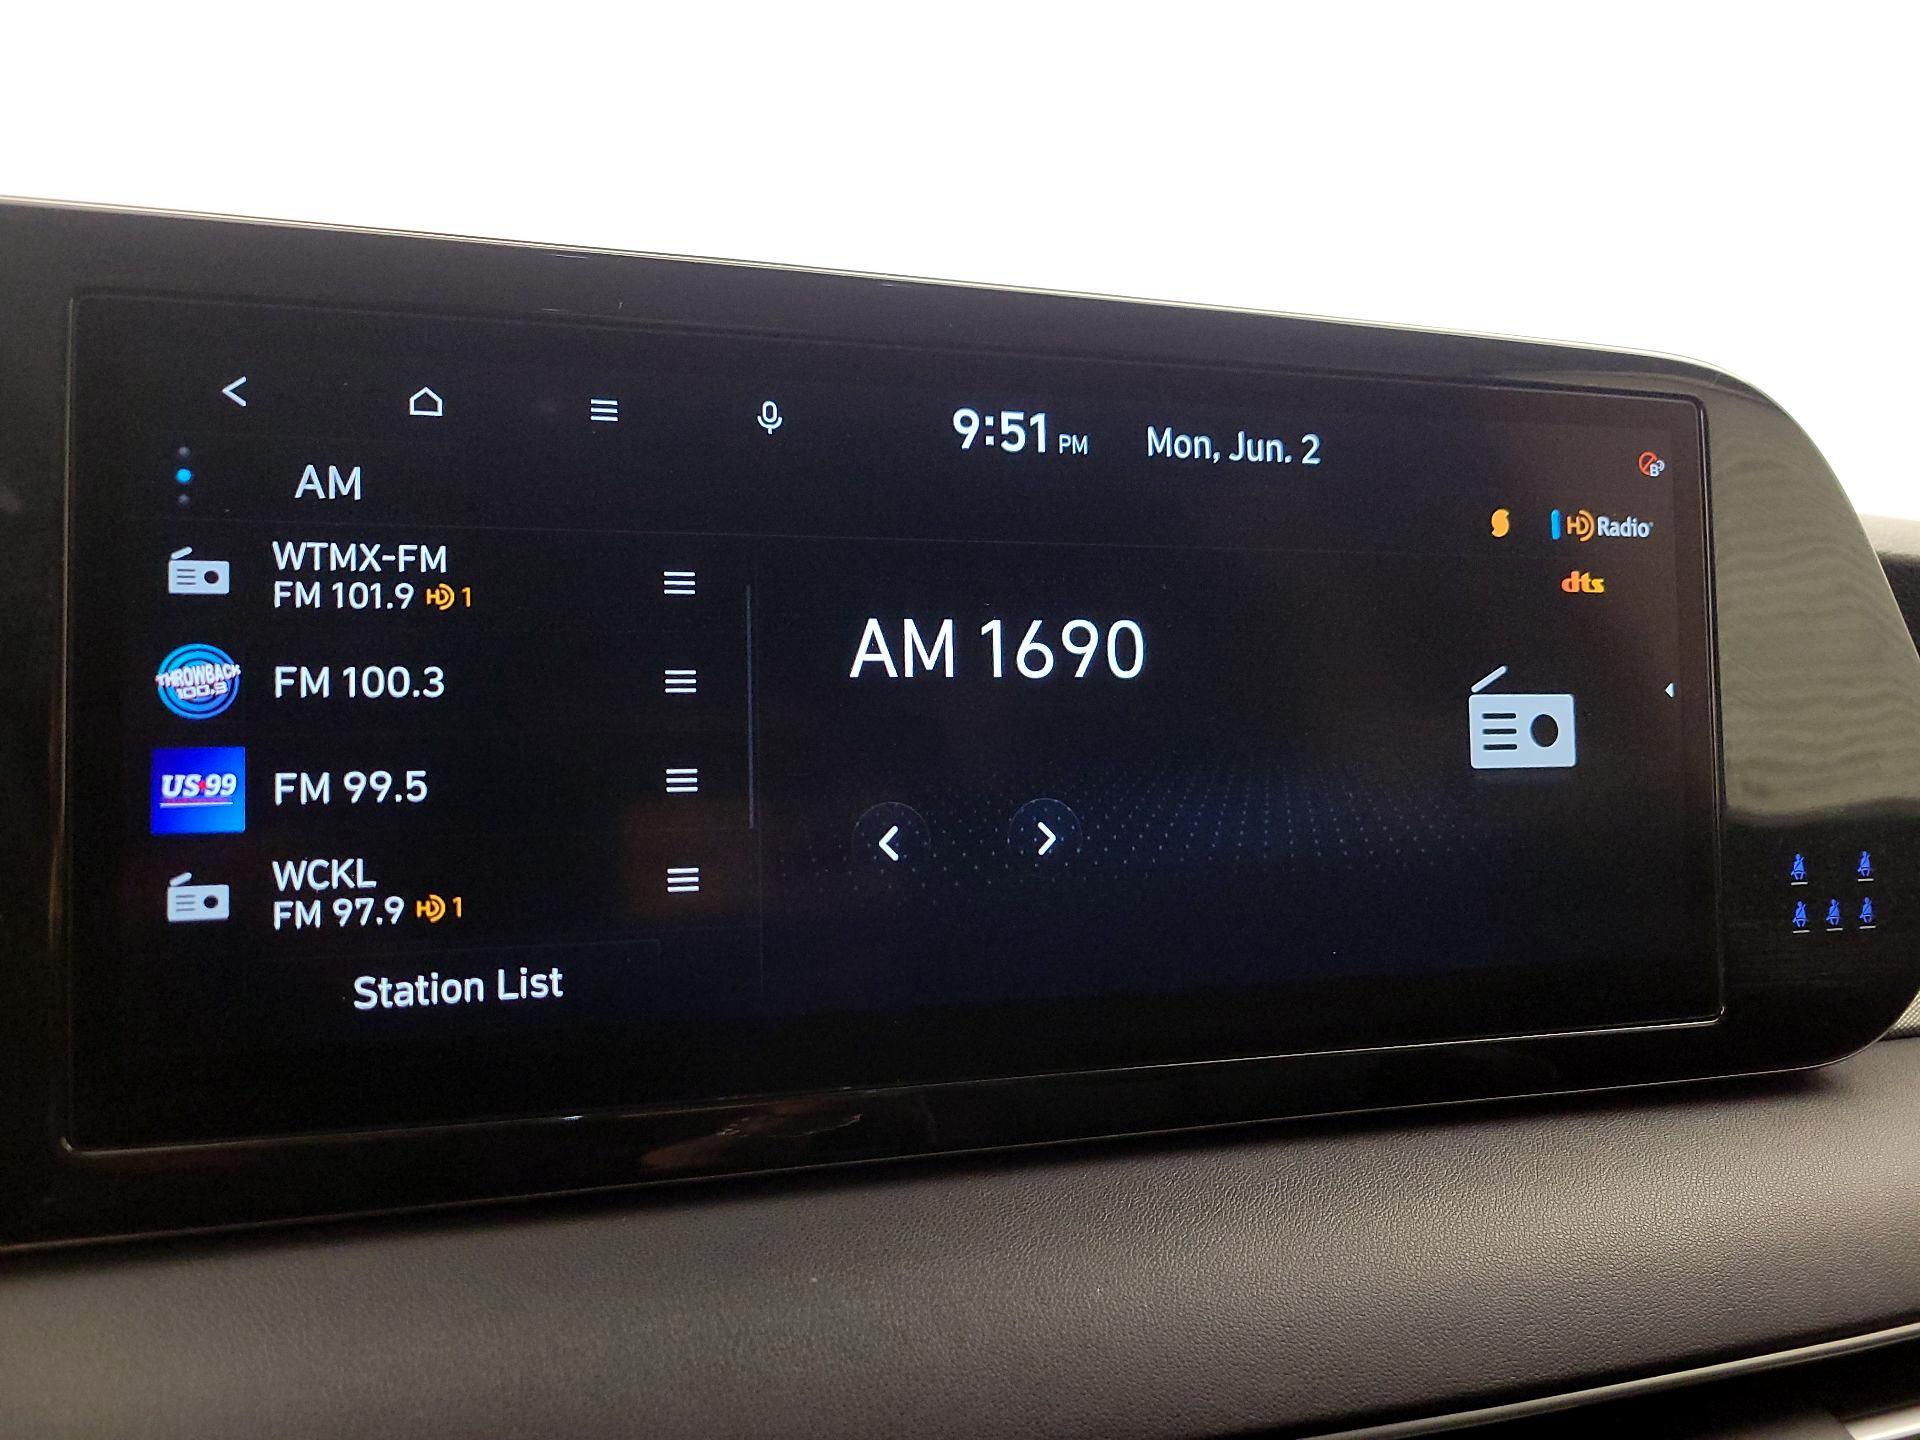 9:51 PM Mon, Jun. 2
AM
HD Radio
dts
WTMX-FM
FM 101.9 HD 1
THROWBACK
100.3
FM 100.3
AM 1690
US 99
FM 99.5
WCKL
FM 97.9 HD 1
Station List